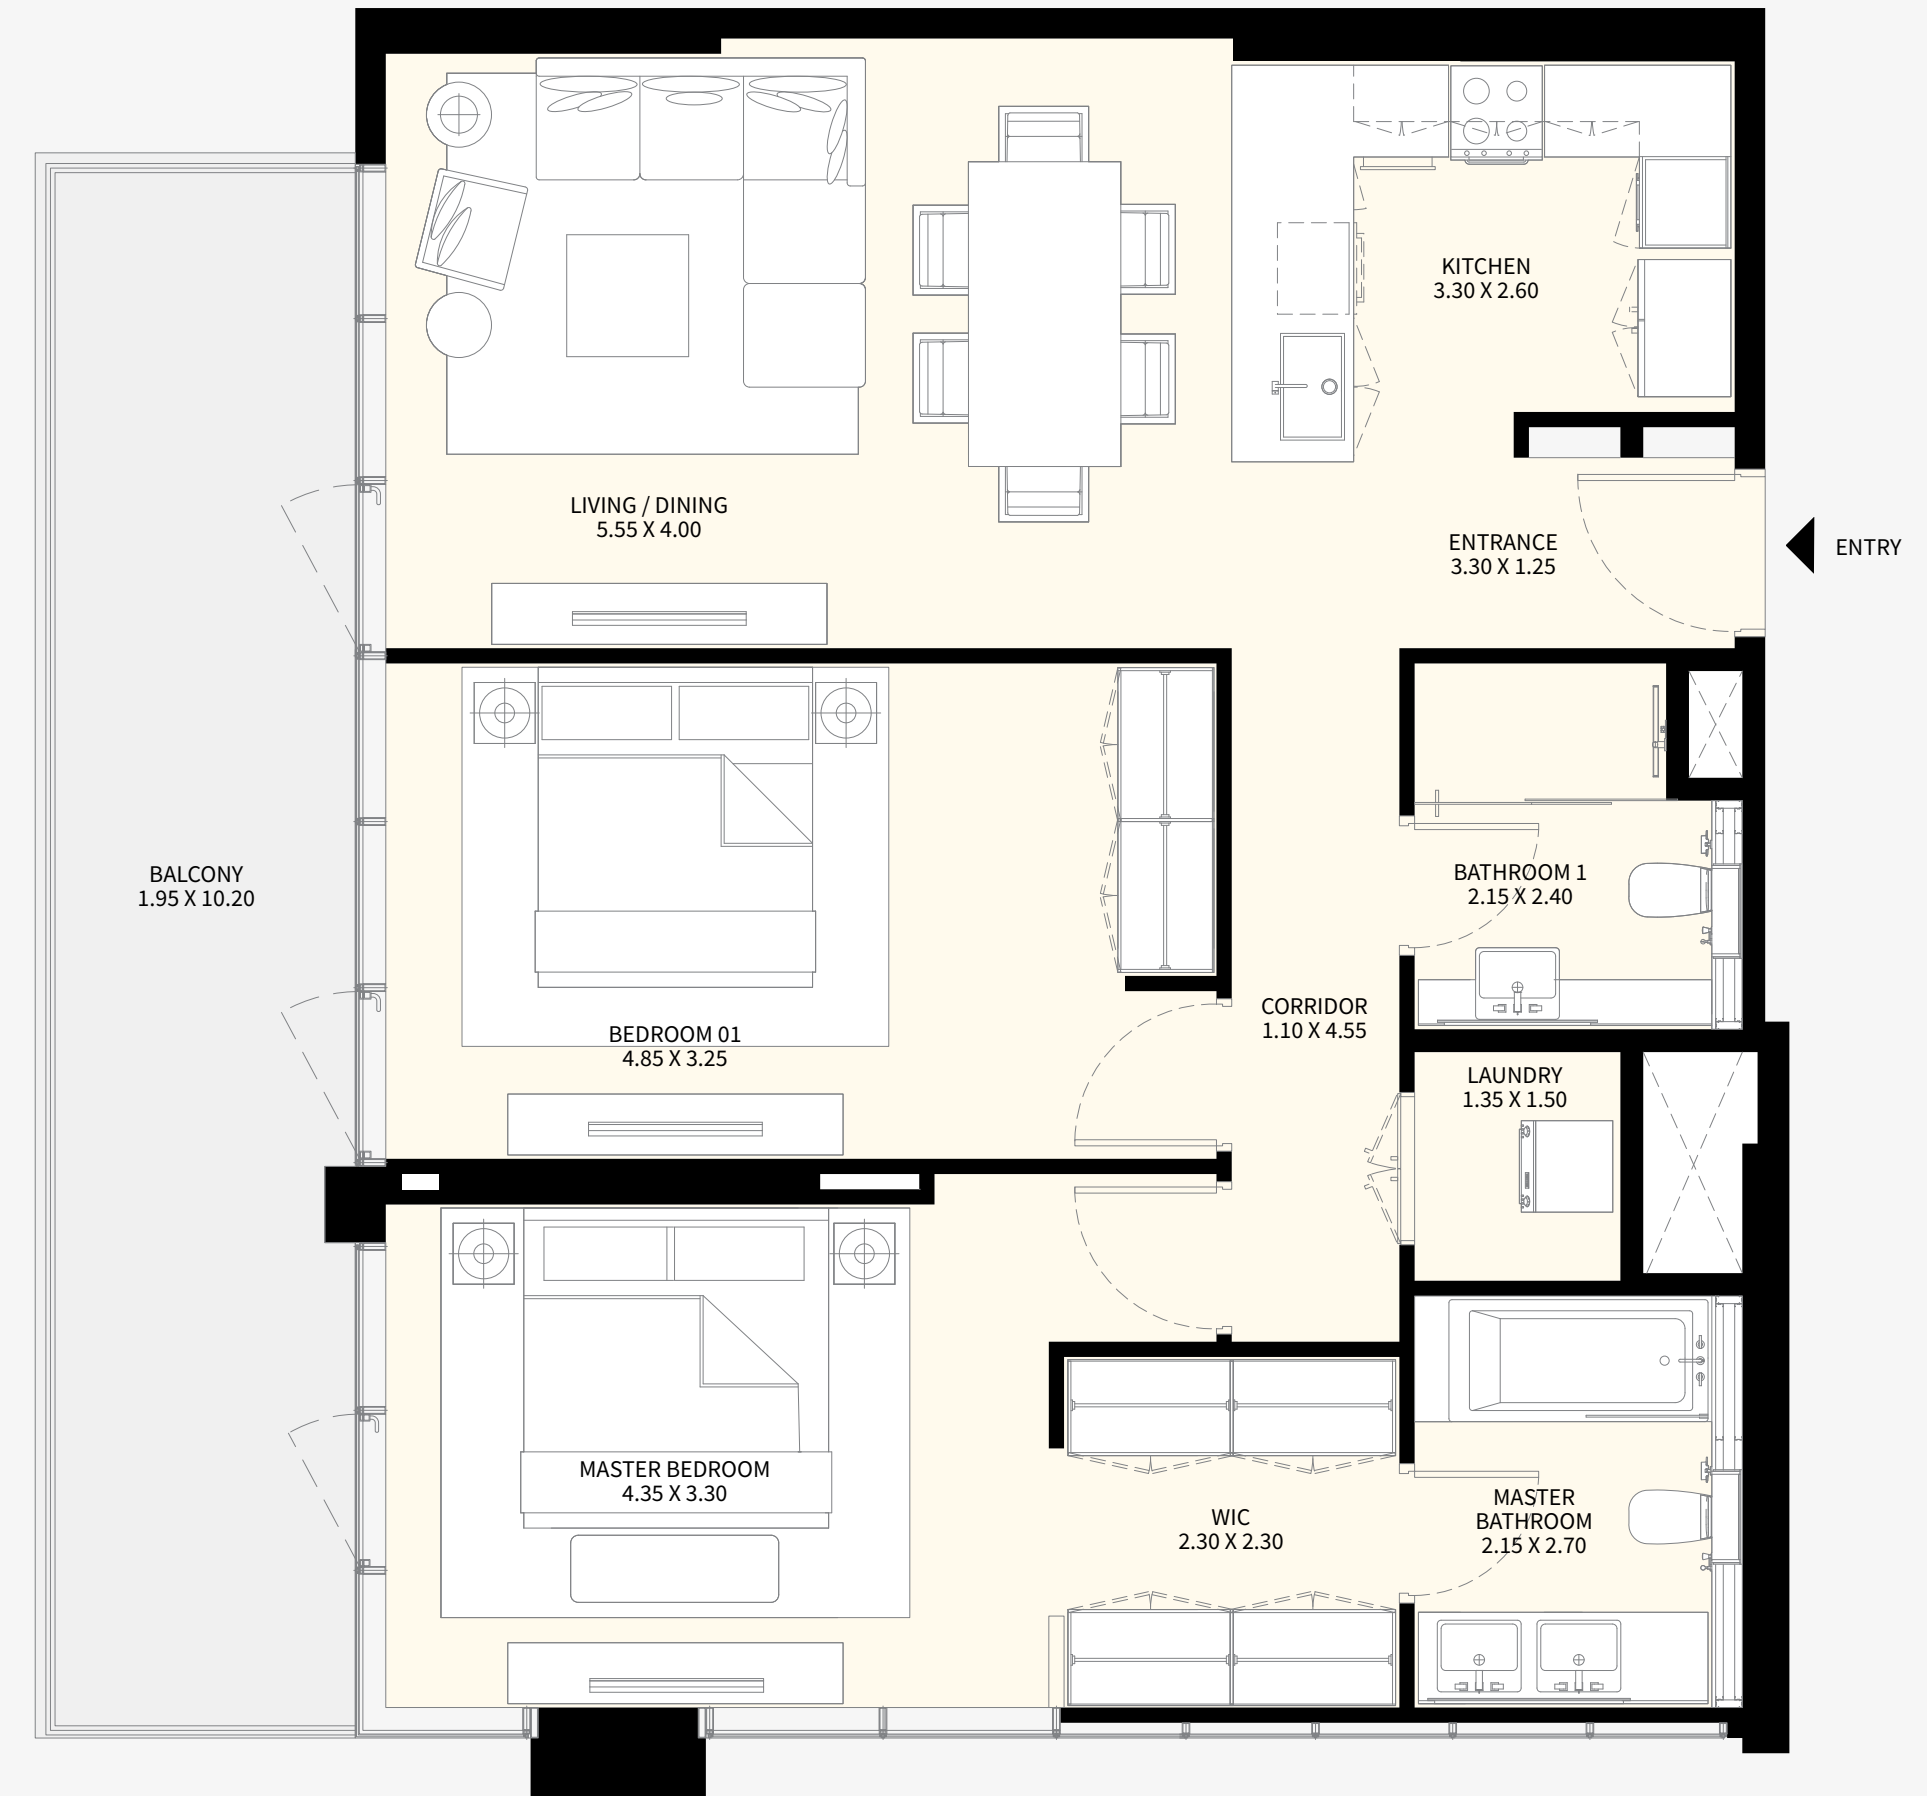 KITCHEN
3.30 X 2.60
LIVING / DINING
5.55 X 4.00
ENTRANCE
3.30 X 1.25
ENTRY
BALCONY
1.95 X 10.20
BATHROOM 1
2.15 X 2.40
BEDROOM 01
4.85 X 3.25
CORRIDOR
1.10 X 4.55
LAUNDRY
1.35 X 1.50
MASTER BEDROOM
4.35 X 3.30
WIC
2.30 X 2.30
MASTER
BATHROOM
2.15 X 2.70